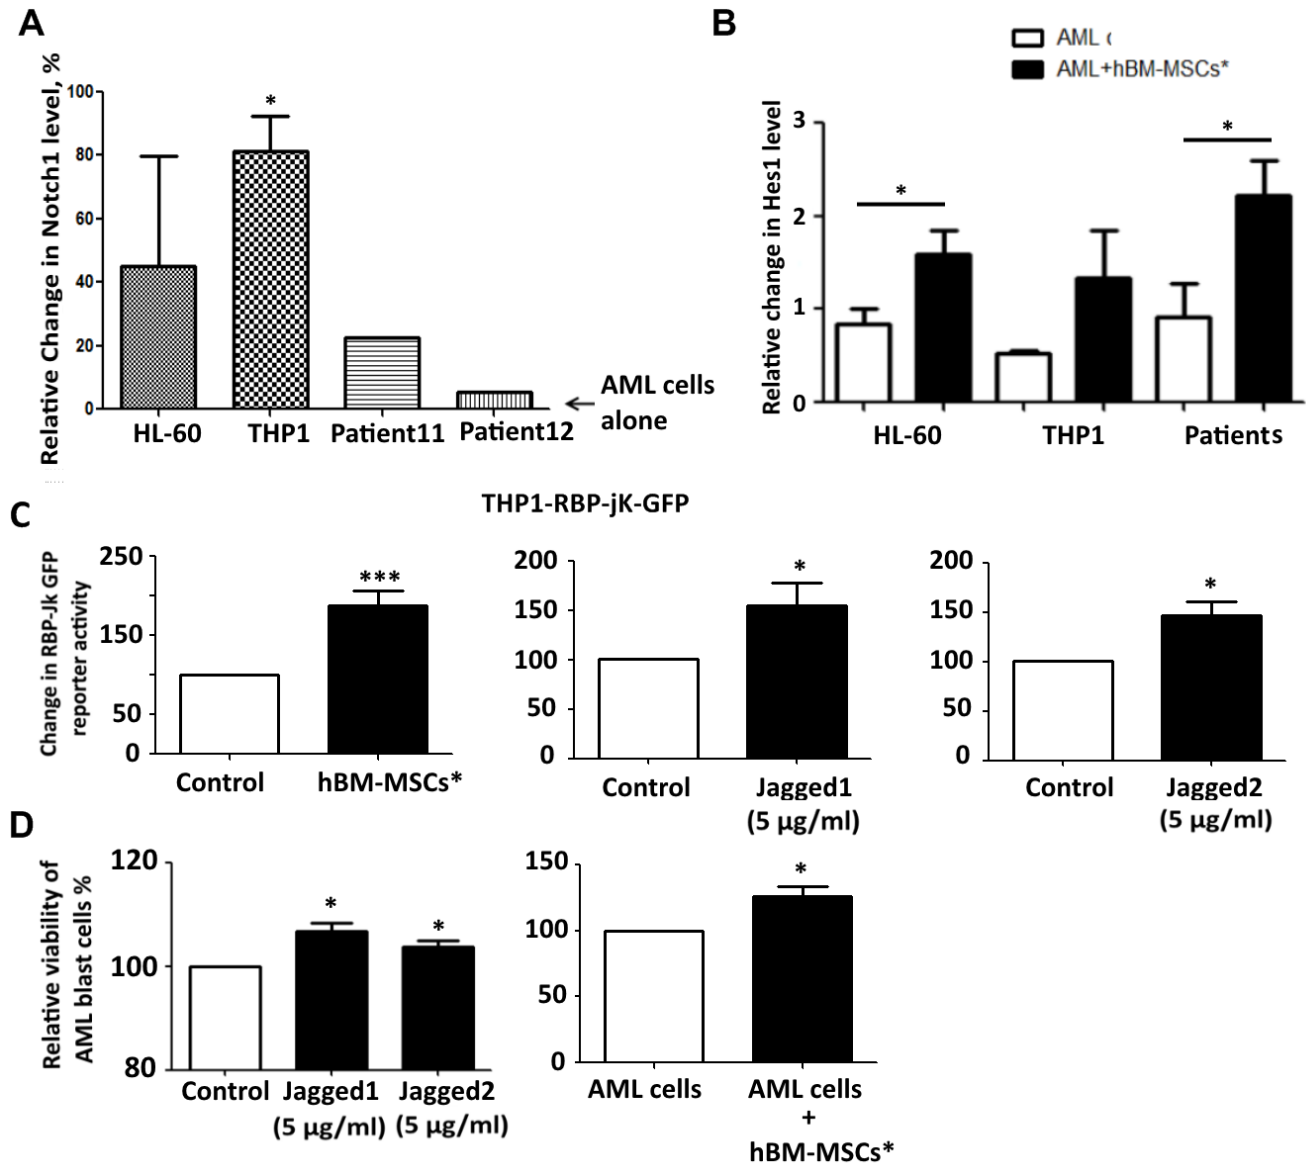 A
Relative Change in Notch1 level, %
100
80
60
40
20
0
*
HL-60 THP1 Patient11 Patient12
AML cells
alone
B
AML
AML+hBM-MSCs*
Relative change in Hes1 level
3
2
1
0
*
*
HL-60 THP1 Patients
C
THP1-RBP-jK-GFP
Change in RBP-Jk GFP
reporter activity
250
150
50
0
***
Control hBM-MSCs*
200
150
100
50
0
*
Control Jagged1
(5 µg/ml)
200
150
100
50
0
*
Control Jagged2
(5 µg/ml)
D
Relative viability of
AML blast cells %
120
100
80
*
*
Control Jagged1 Jagged2
(5 µg/ml) (5 µg/ml)
150
100
50
0
*
AML cells AML cells
+
hBM-MSCs*